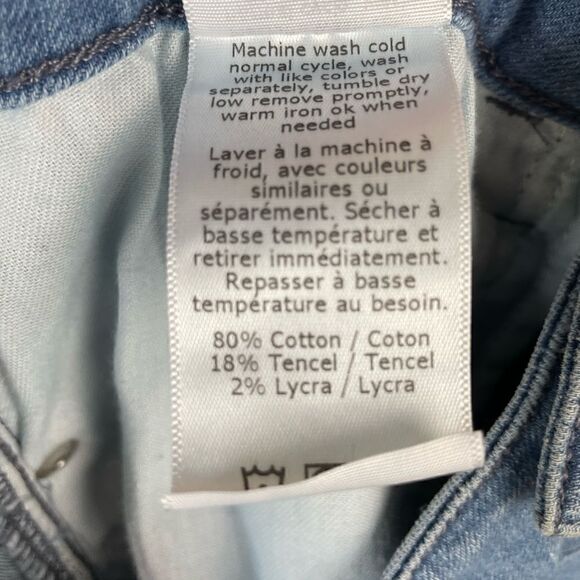 Machine wash cold
normal cycle, wash
with like colors or
separately, tumble dry
low remove promptly,
warm iron ok when
needed
Laver à la machine à
froid, avec couleurs
similaires ou
séparément. Sécher à
basse température et
retirer immédiatement.
Repasser à basse
température au besoin.
80% Cotton / Coton
18% Tencel / Tencel
2% Lycra / Lycra